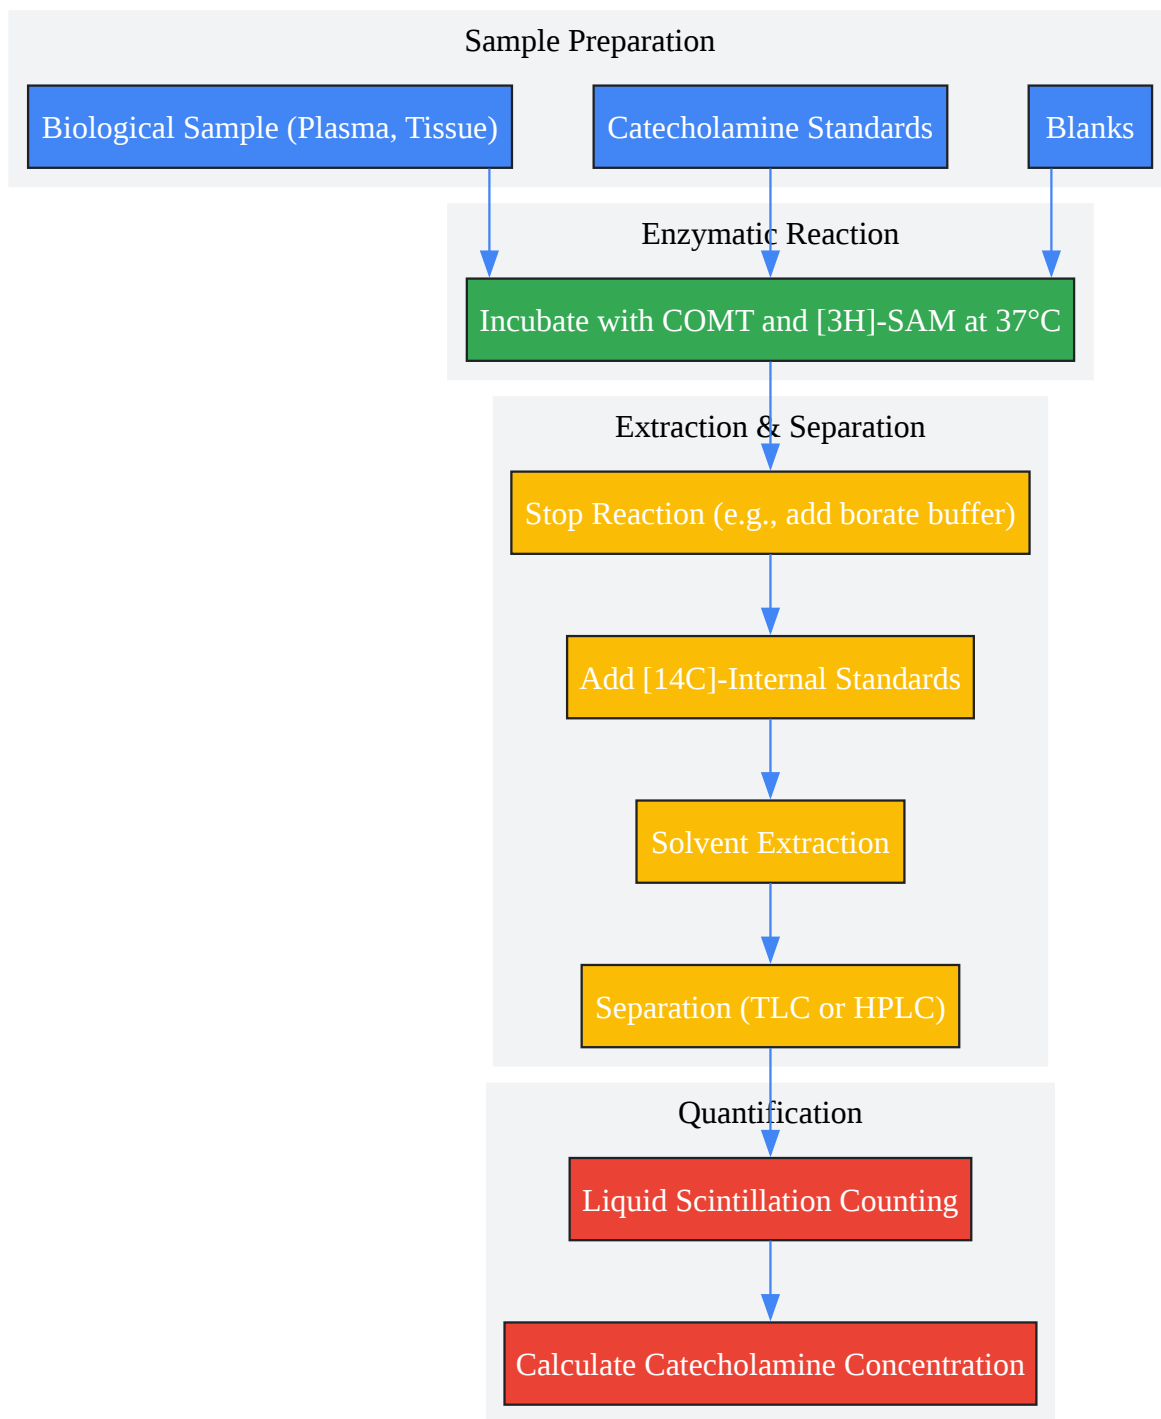 Sample Preparation
Biological Sample (Plasma, Tissue)
Catecholamine Standards
Blanks
Enzymatic Reaction
Incubate with COMT and [3H]-SAM at 37°C
Extraction & Separation
Stop Reaction (e.g., add borate buffer)
Add [14C]-Internal Standards
Solvent Extraction
Separation (TLC or HPLC)
Quantification
Liquid Scintillation Counting
Calculate Catecholamine Concentration